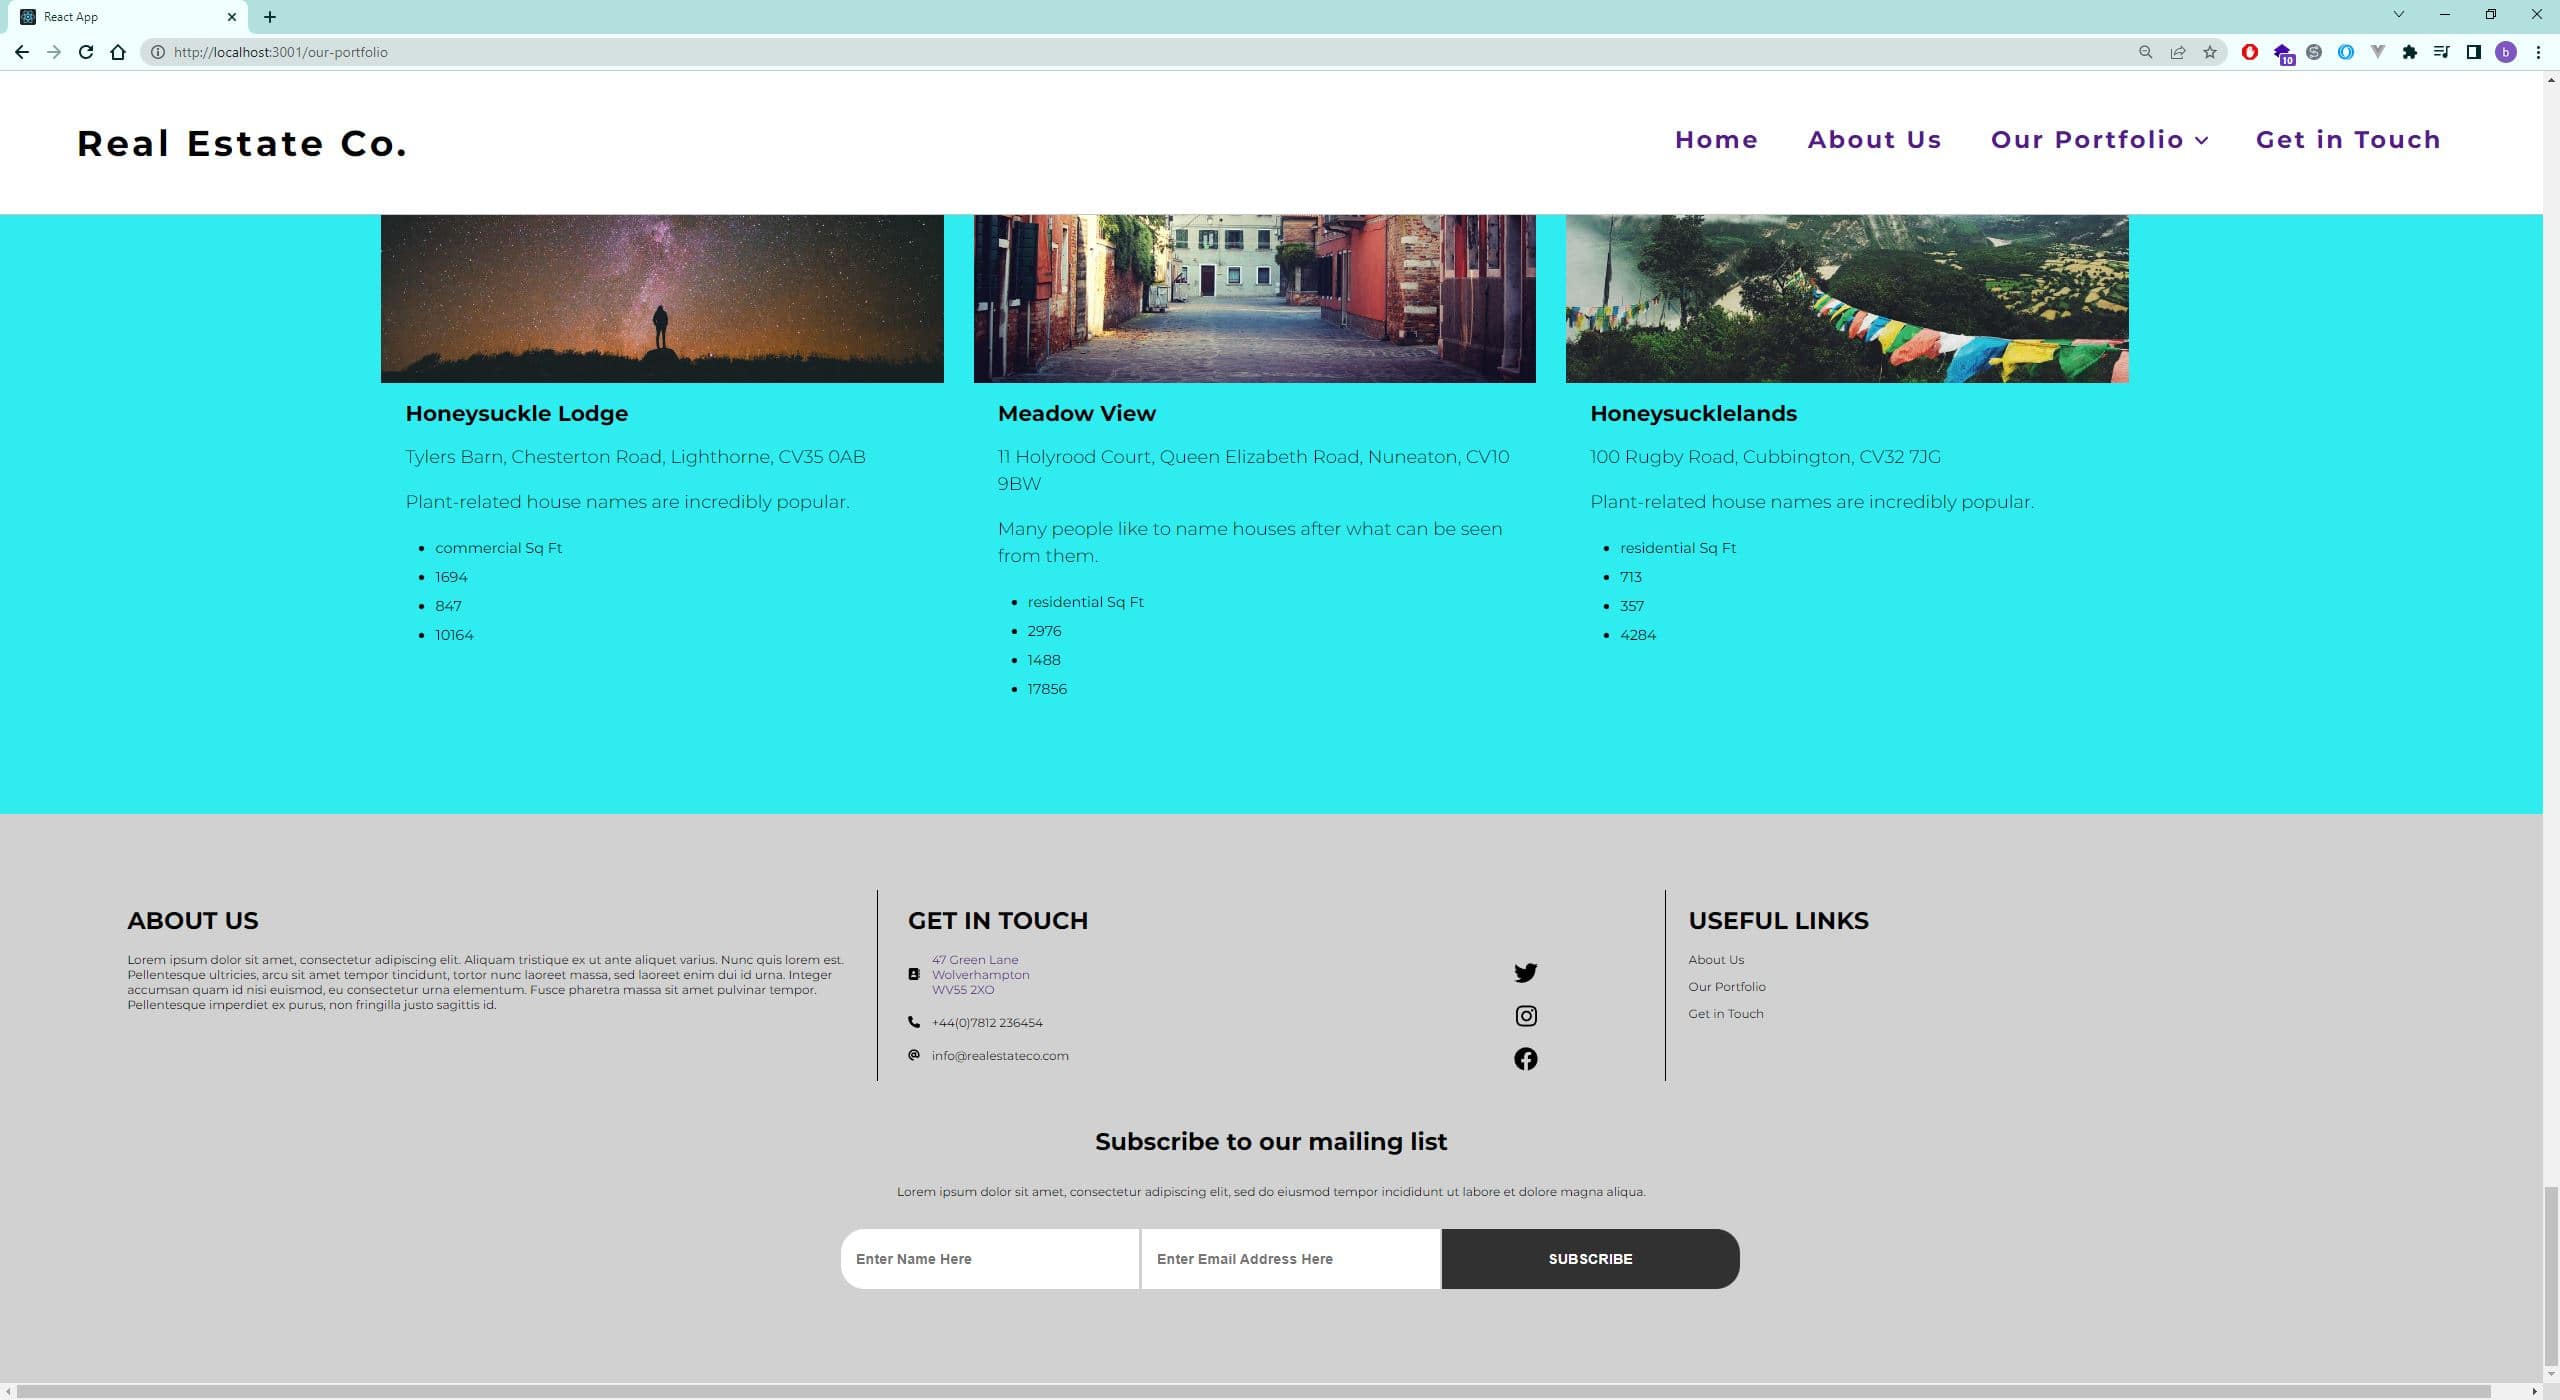 React App
http://localhost:3001/our-portfolio
10
b
Real Estate Co.
Home
About Us
Our Portfolio
Get in Touch
Honeysuckle Lodge
Tylers Barn, Chesterton Road, Lighthorne, CV35 0AB
Plant-related house names are incredibly popular.
commercial Sq Ft
1694
847
10164
Meadow View
11 Holyrood Court, Queen Elizabeth Road, Nuneaton, CV10
9BW
Many people like to name houses after what can be seen
from them.
residential Sq Ft
2976
1488
17856
Honeysucklelands
100 Rugby Road, Cubbington, CV32 7JG
Plant-related house names are incredibly popular.
residential Sq Ft
713
357
4284
ABOUT US
Lorem ipsum dolor sit amet, consectetur adipiscing elit. Aliquam tristique ex ut ante aliquet varius. Nunc quis lorem est.
Pellentesque ultricies, arcu sit amet tempor tincidunt, tortor nunc laoreet massa, sed laoreet enim dui id urna. Integer
accumsan quam id nisi euismod, eu consectetur urna elementum. Fusce pharetra massa sit amet pulvinar tempor.
Pellentesque imperdiet ex purus, non fringilla justo sagittis id.
GET IN TOUCH
47 Green Lane
Wolverhampton
WV55 2XO
+44(0)7812 236454
info@realestateco.com
USEFUL LINKS
About Us
Our Portfolio
Get in Touch
Subscribe to our mailing list
Lorem ipsum dolor sit amet, consectetur adipiscing elit, sed do eiusmod tempor incididunt ut labore et dolore magna aliqua.
Enter Name Here
Enter Email Address Here
SUBSCRIBE